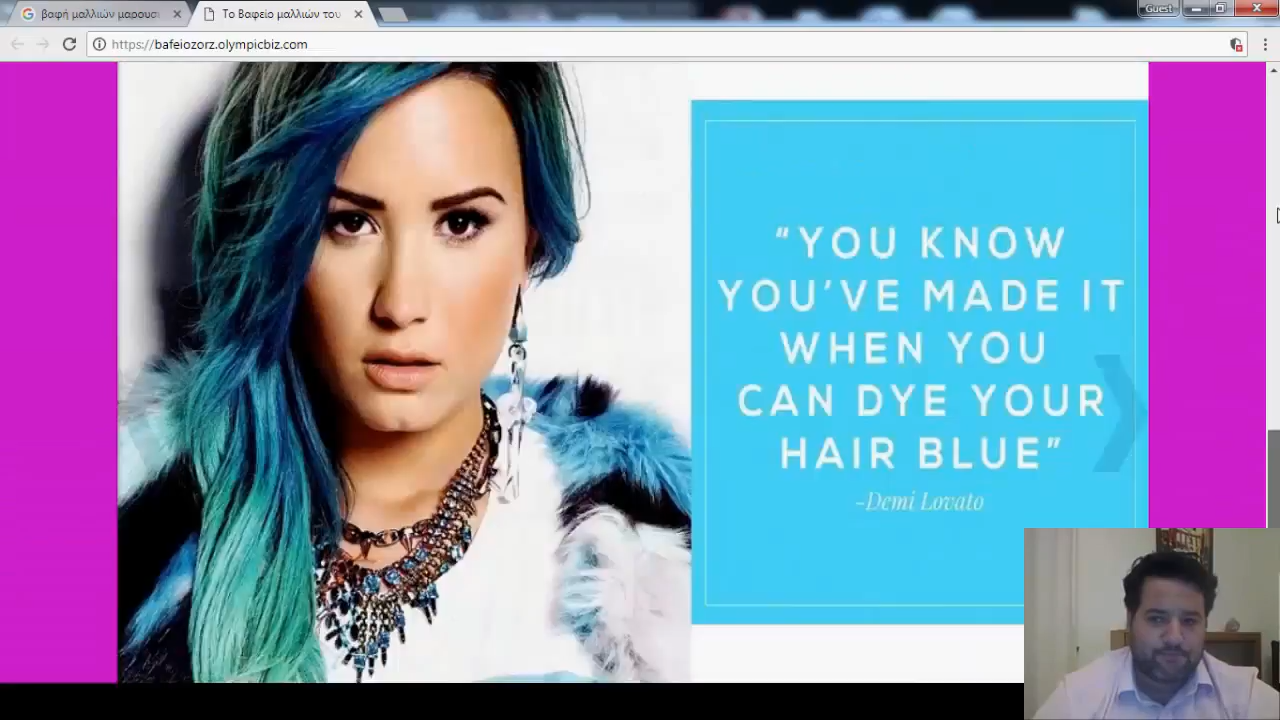 βαφή μαλλιών μαρουσι
Το Βαφείο μαλλιών του
Guest
https://bafeiozorz.olympicbiz.com
“YOU KNOW
YOU’VE MADE IT
WHEN YOU
CAN DYE YOUR
HAIR BLUE”
-Demi Lovato